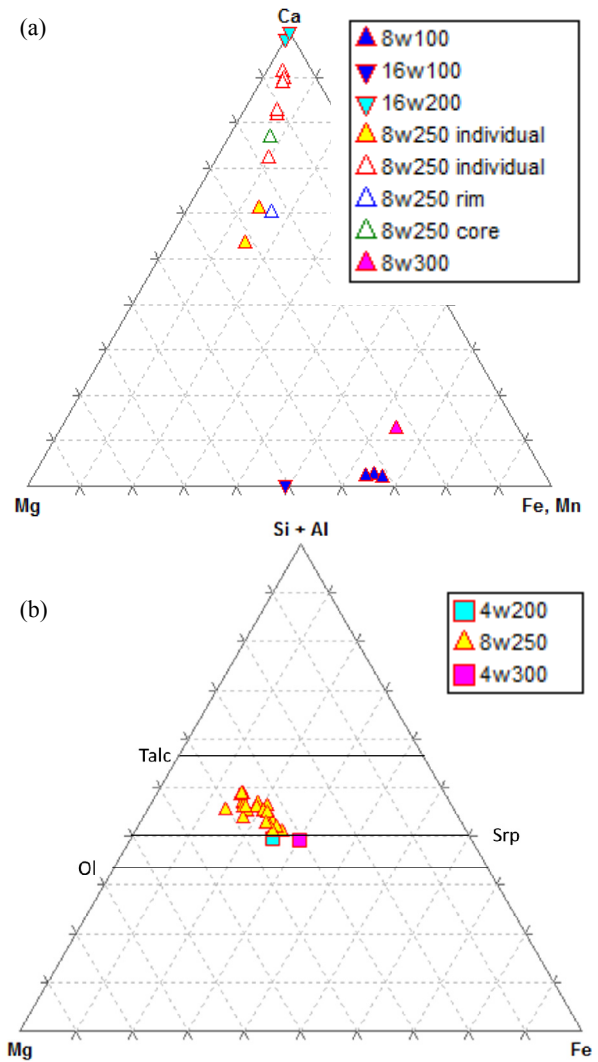 (a)
Ca
8w100
16w100
16w200
8w250 individual
8w250 individual
8w250 rim
8w250 core
8w300
Mg
Fe, Mn
(b)
Si + Al
4w200
8w250
4w300
Talc
Srp
Ol
Mg
Fe